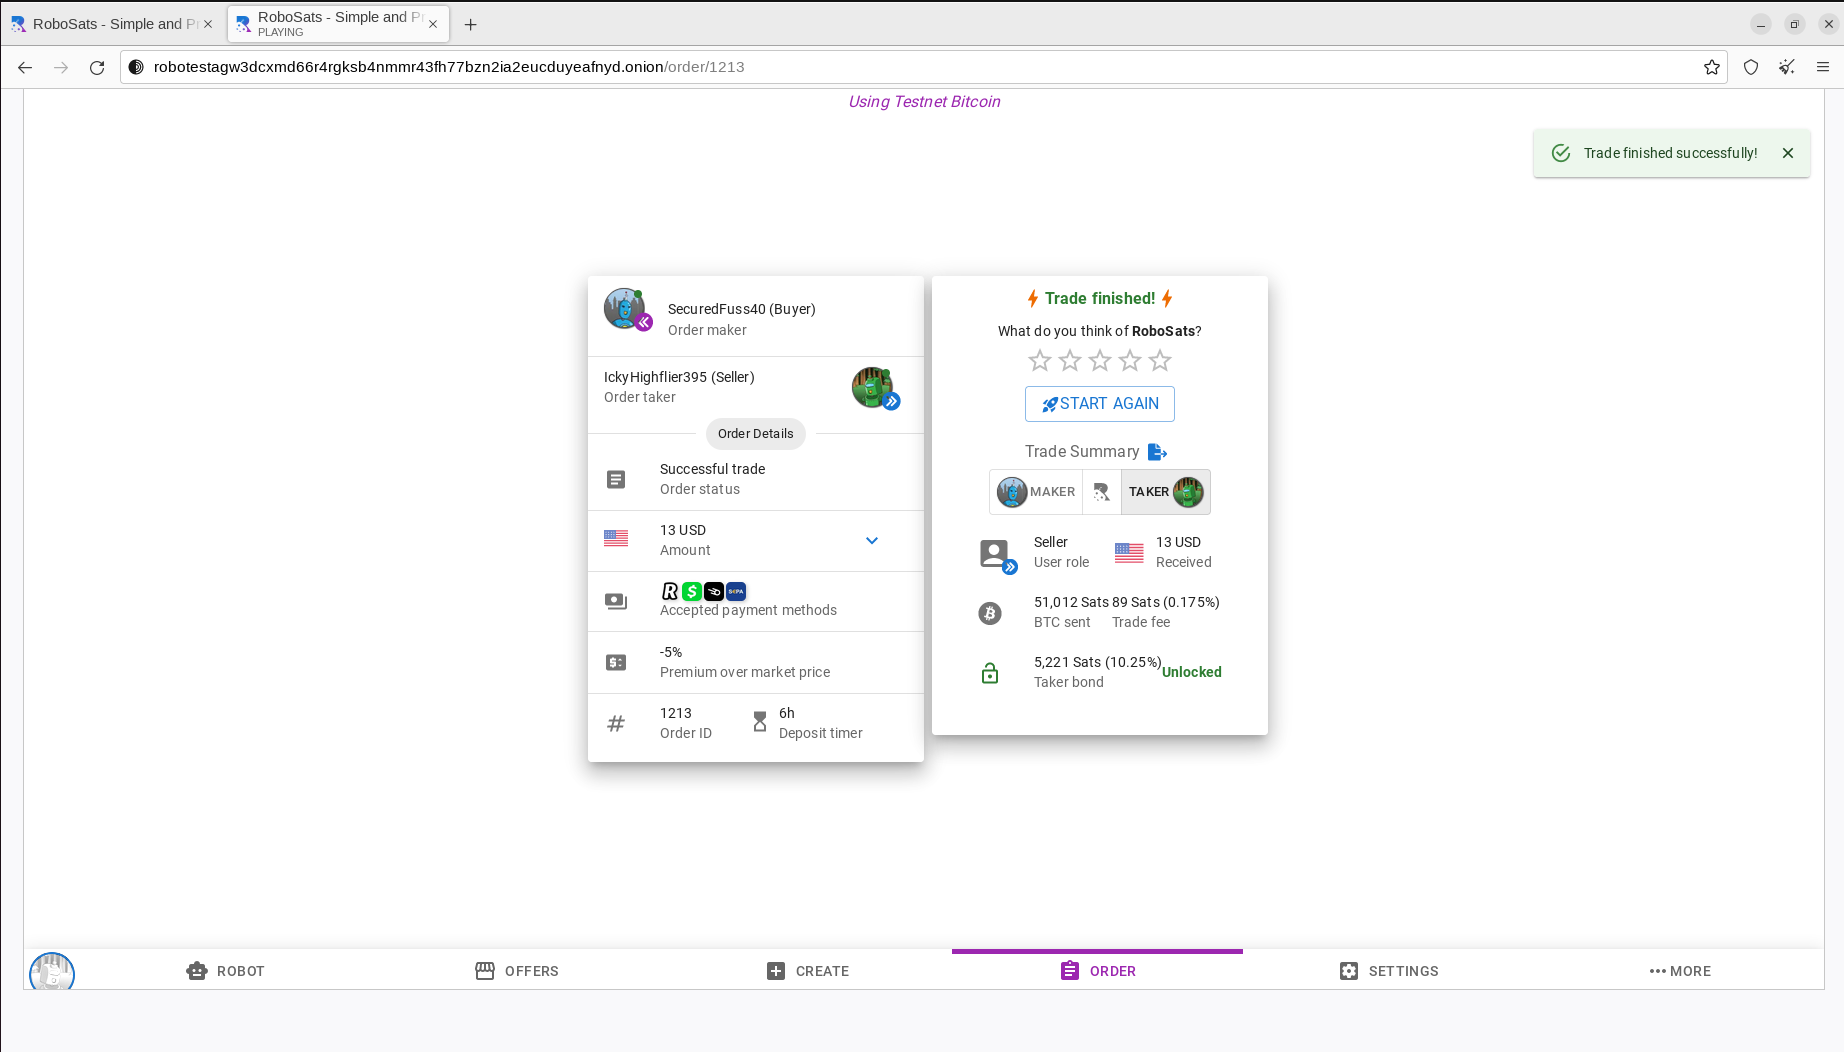 RoboSats - Simple and Pr
RoboSats - Simple and Pr
PLAYING
robotestagw3dcxmd66r4rgksb4nmmr43fh77bzn2ia2eucduyeafnyd.onion/order/1213
Using Testnet Bitcoin
Trade finished successfully!
SecuredFuss40 (Buyer)
Order maker
IckyHighflier395 (Seller)
Order taker
Order Details
Successful trade
Order status
13 USD
Amount
Accepted payment methods
-5%
Premium over market price
1213
Order ID
6h
Deposit timer
Trade finished!
What do you think of RoboSats?
START AGAIN
Trade Summary
MAKER
TAKER
Seller
User role
13 USD
Received
51,012 Sats 89 Sats (0.175%)
BTC sent Trade fee
5,221 Sats (10.25%) Unlocked
Taker bond
ROBOT
OFFERS
CREATE
ORDER
SETTINGS
MORE